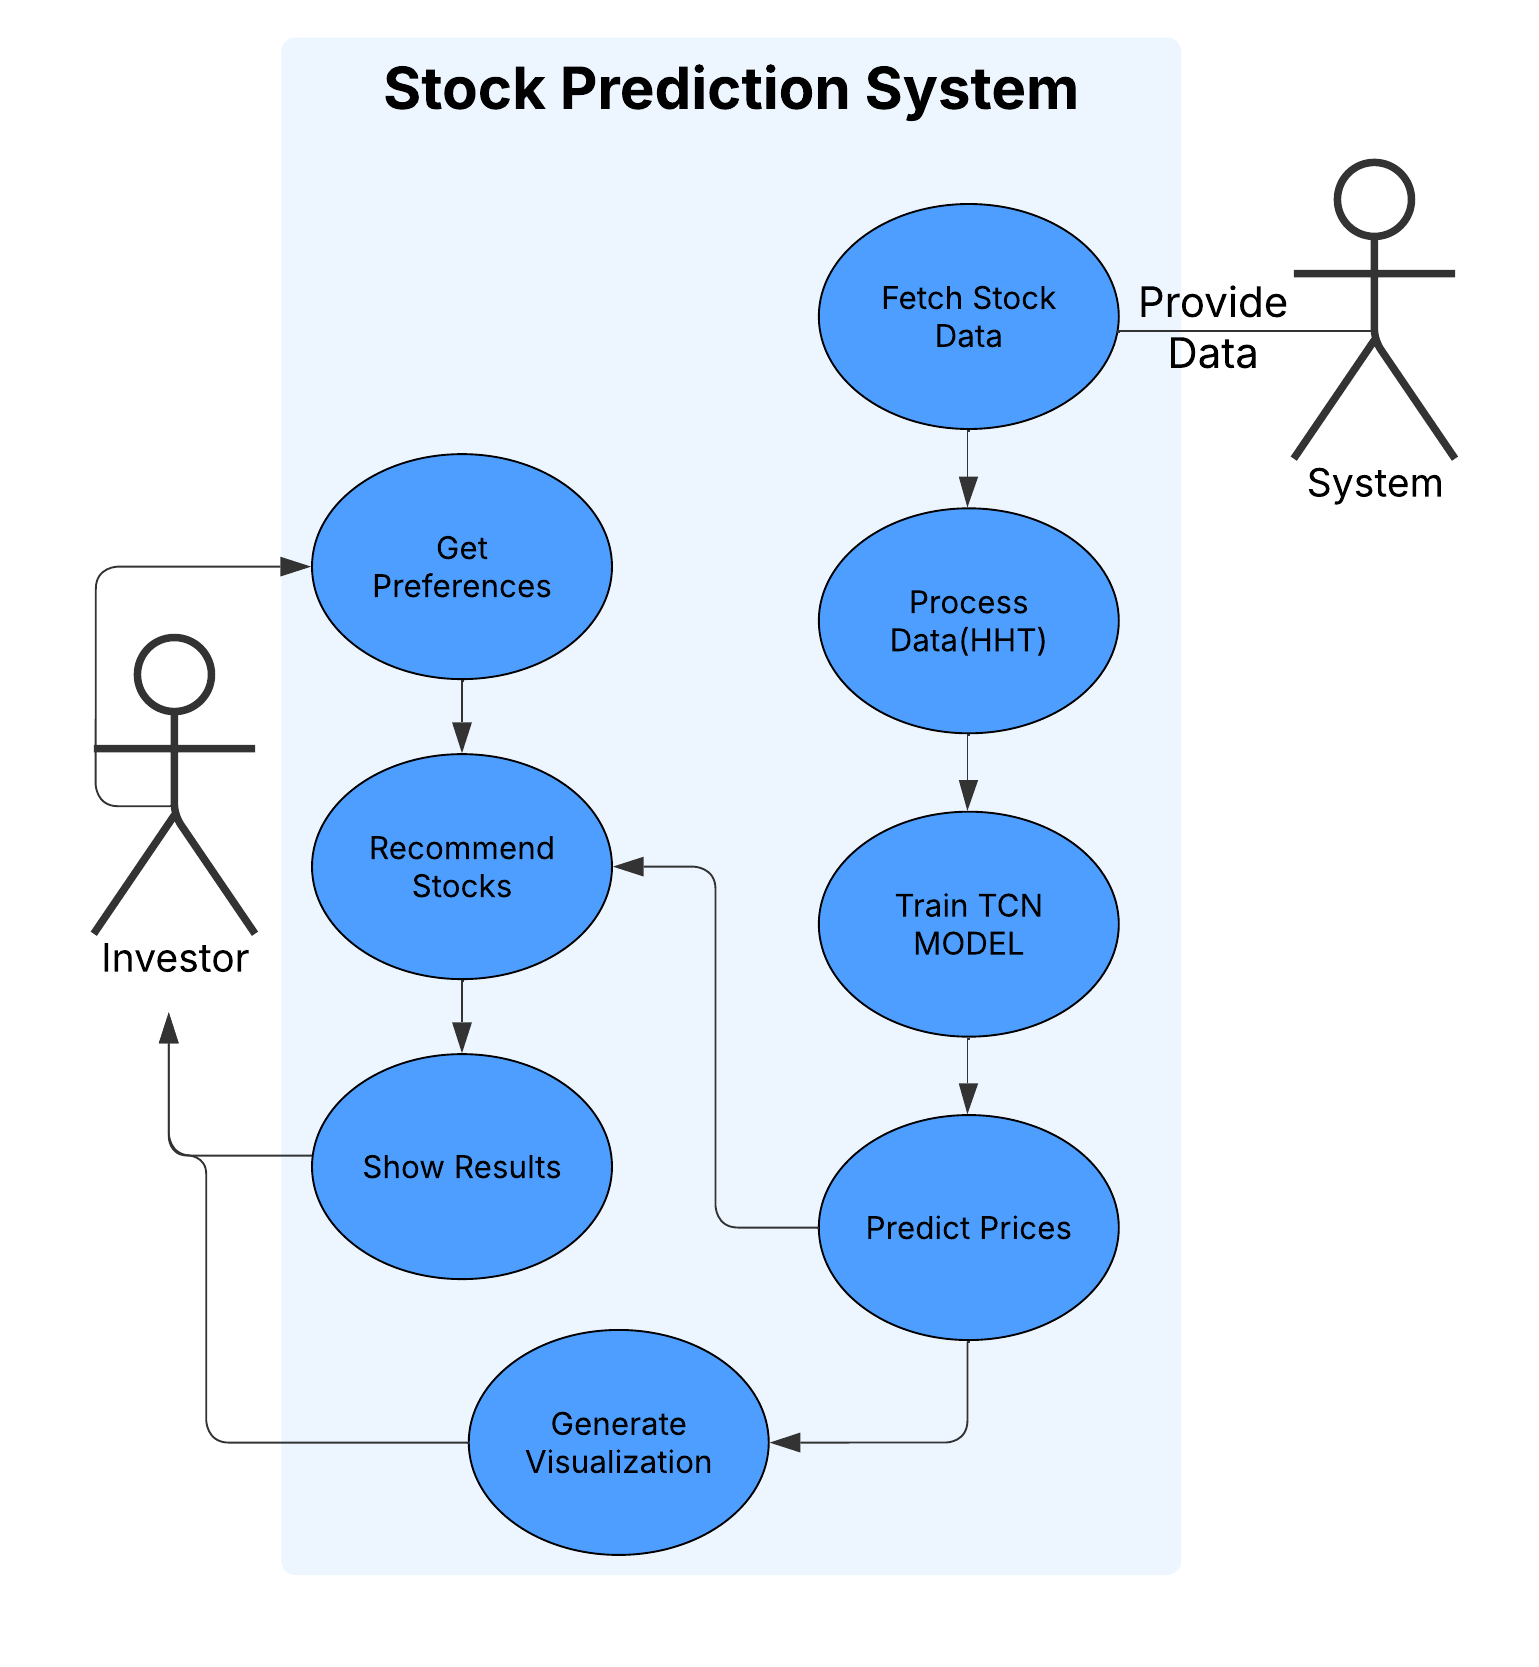 Stock Prediction System
Fetch Stock
Data
Provide
Data
System
Get
Preferences
Process
Data(HHT)
Investor
Recommend
Stocks
Train TCN
MODEL
Show Results
Predict Prices
Generate
Visualization